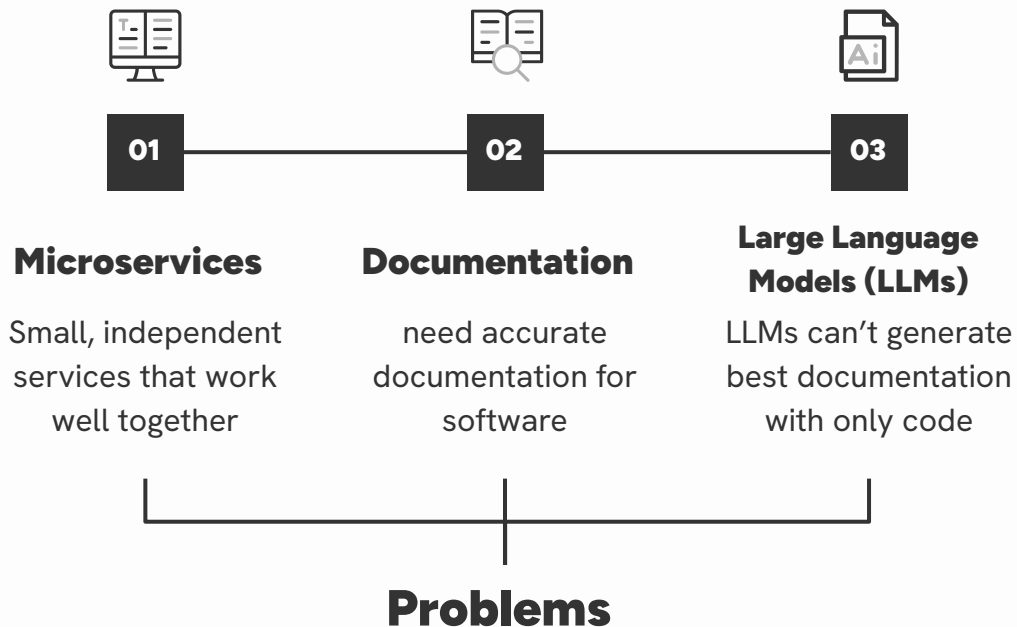 T
Ai
01
02
03
Microservices
Small, independent
services that work
well together
Documentation
need accurate
documentation for
software
Large Language
Models (LLMs)
LLMs can’t generate
best documentation
with only code
Problems